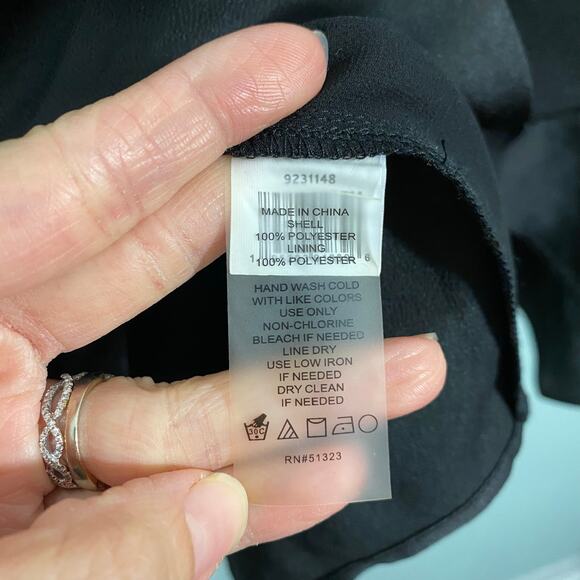 9231148
MADE IN CHINA
SHELL
100% POLYESTER
LINING
100% POLYESTER
HAND WASH COLD
WITH LIKE COLORS
USE ONLY
NON-CHLORINE
BLEACH IF NEEDED
LINE DRY
USE LOW IRON
IF NEEDED
DRY CLEAN
IF NEEDED
30C
RN#51323